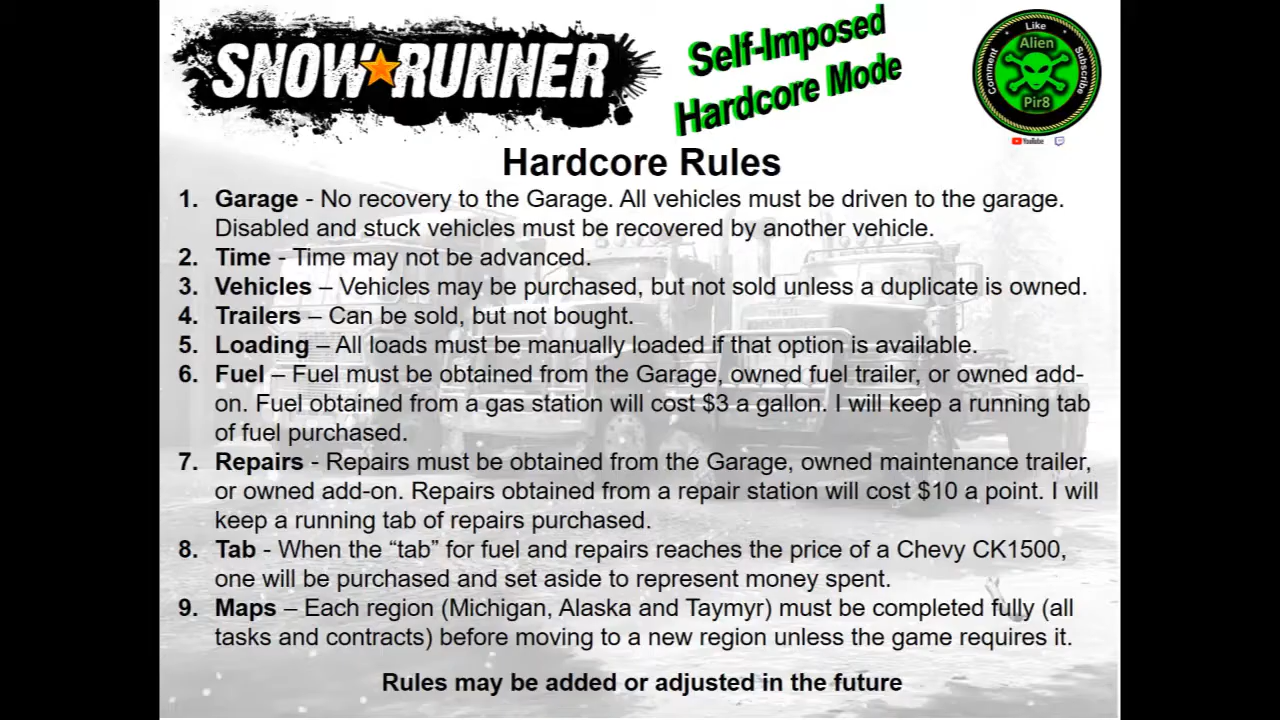 SNOW RUNNER
Self-Imposed
Hardcore Mode
Like
Comment
Subscribe
Alien
Pir8
YouTube
Hardcore Rules
1. Garage - No recovery to the Garage. All vehicles must be driven to the garage.
Disabled and stuck vehicles must be recovered by another vehicle.
2. Time - Time may not be advanced.
3. Vehicles – Vehicles may be purchased, but not sold unless a duplicate is owned.
4. Trailers – Can be sold, but not bought.
5. Loading – All loads must be manually loaded if that option is available.
6. Fuel – Fuel must be obtained from the Garage, owned fuel trailer, or owned add-
on. Fuel obtained from a gas station will cost $3 a gallon. I will keep a running tab
of fuel purchased.
7. Repairs - Repairs must be obtained from the Garage, owned maintenance trailer,
or owned add-on. Repairs obtained from a repair station will cost $10 a point. I will
keep a running tab of repairs purchased.
8. Tab - When the “tab” for fuel and repairs reaches the price of a Chevy CK1500,
one will be purchased and set aside to represent money spent.
9. Maps – Each region (Michigan, Alaska and Taymyr) must be completed fully (all
tasks and contracts) before moving to a new region unless the game requires it.
Rules may be added or adjusted in the future